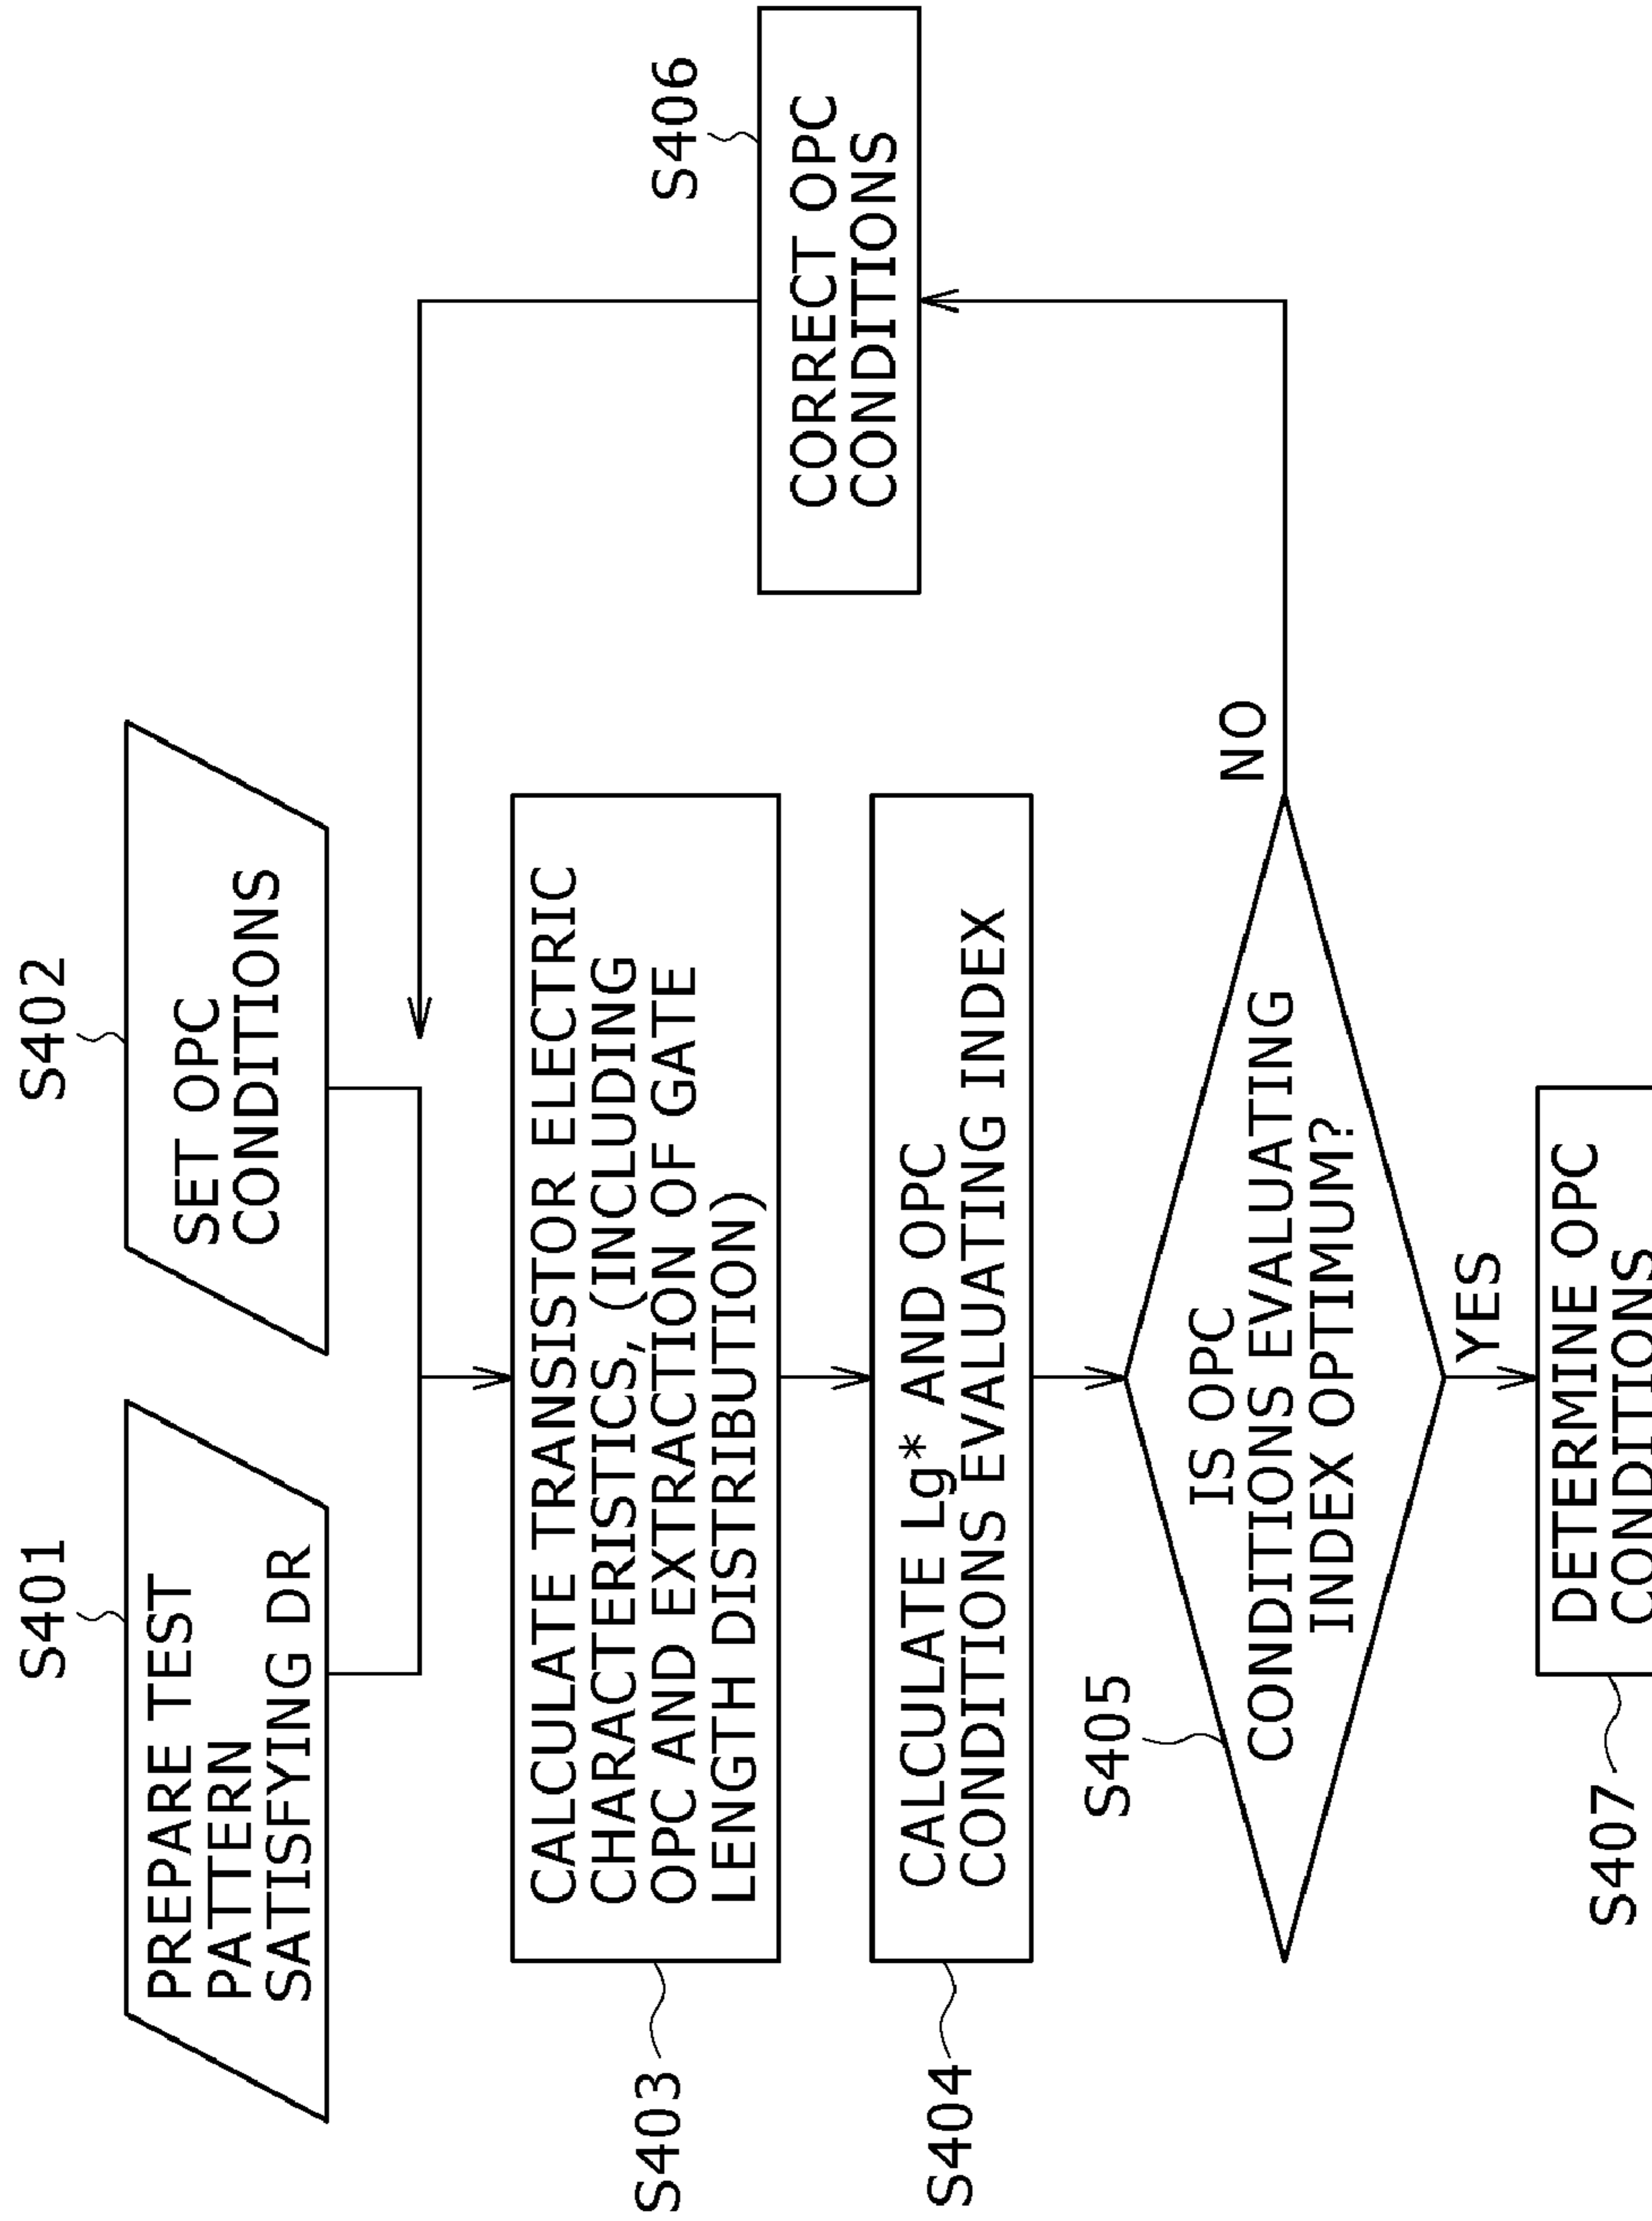 S401
PREPARE TEST
PATTERN
SATISFYING DR
S402
SET OPC
CONDITIONS
S403
CALCULATE TRANSISTOR ELECTRIC
CHARACTERISTICS, (INCLUDING
OPC AND EXTRACTION OF GATE
LENGTH DISTRIBUTION)
S404
CALCULATE Lg* AND OPC
CONDITIONS EVALUATING INDEX
S405
IS OPC
CONDITIONS EVALUATING
INDEX OPTIMUM?
NO
S406
CORRECT OPC
CONDITIONS
YES
S407
DETERMINE OPC
CONDITIONS